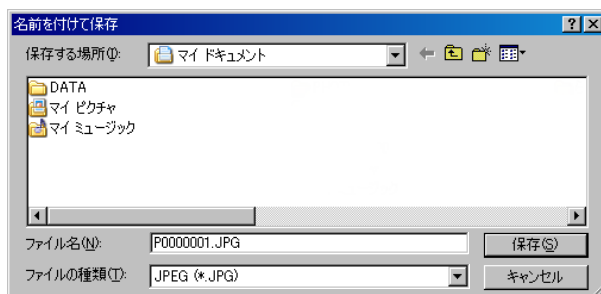 名前を付けて保存
保存する場所(I): マイ ドキュメント
DATA
マイ ピクチャ
マイ ミュージック
ファイル名(N): P0000001.JPG 保存(S)
ファイルの種類(T): JPEG (*.JPG) キャンセル